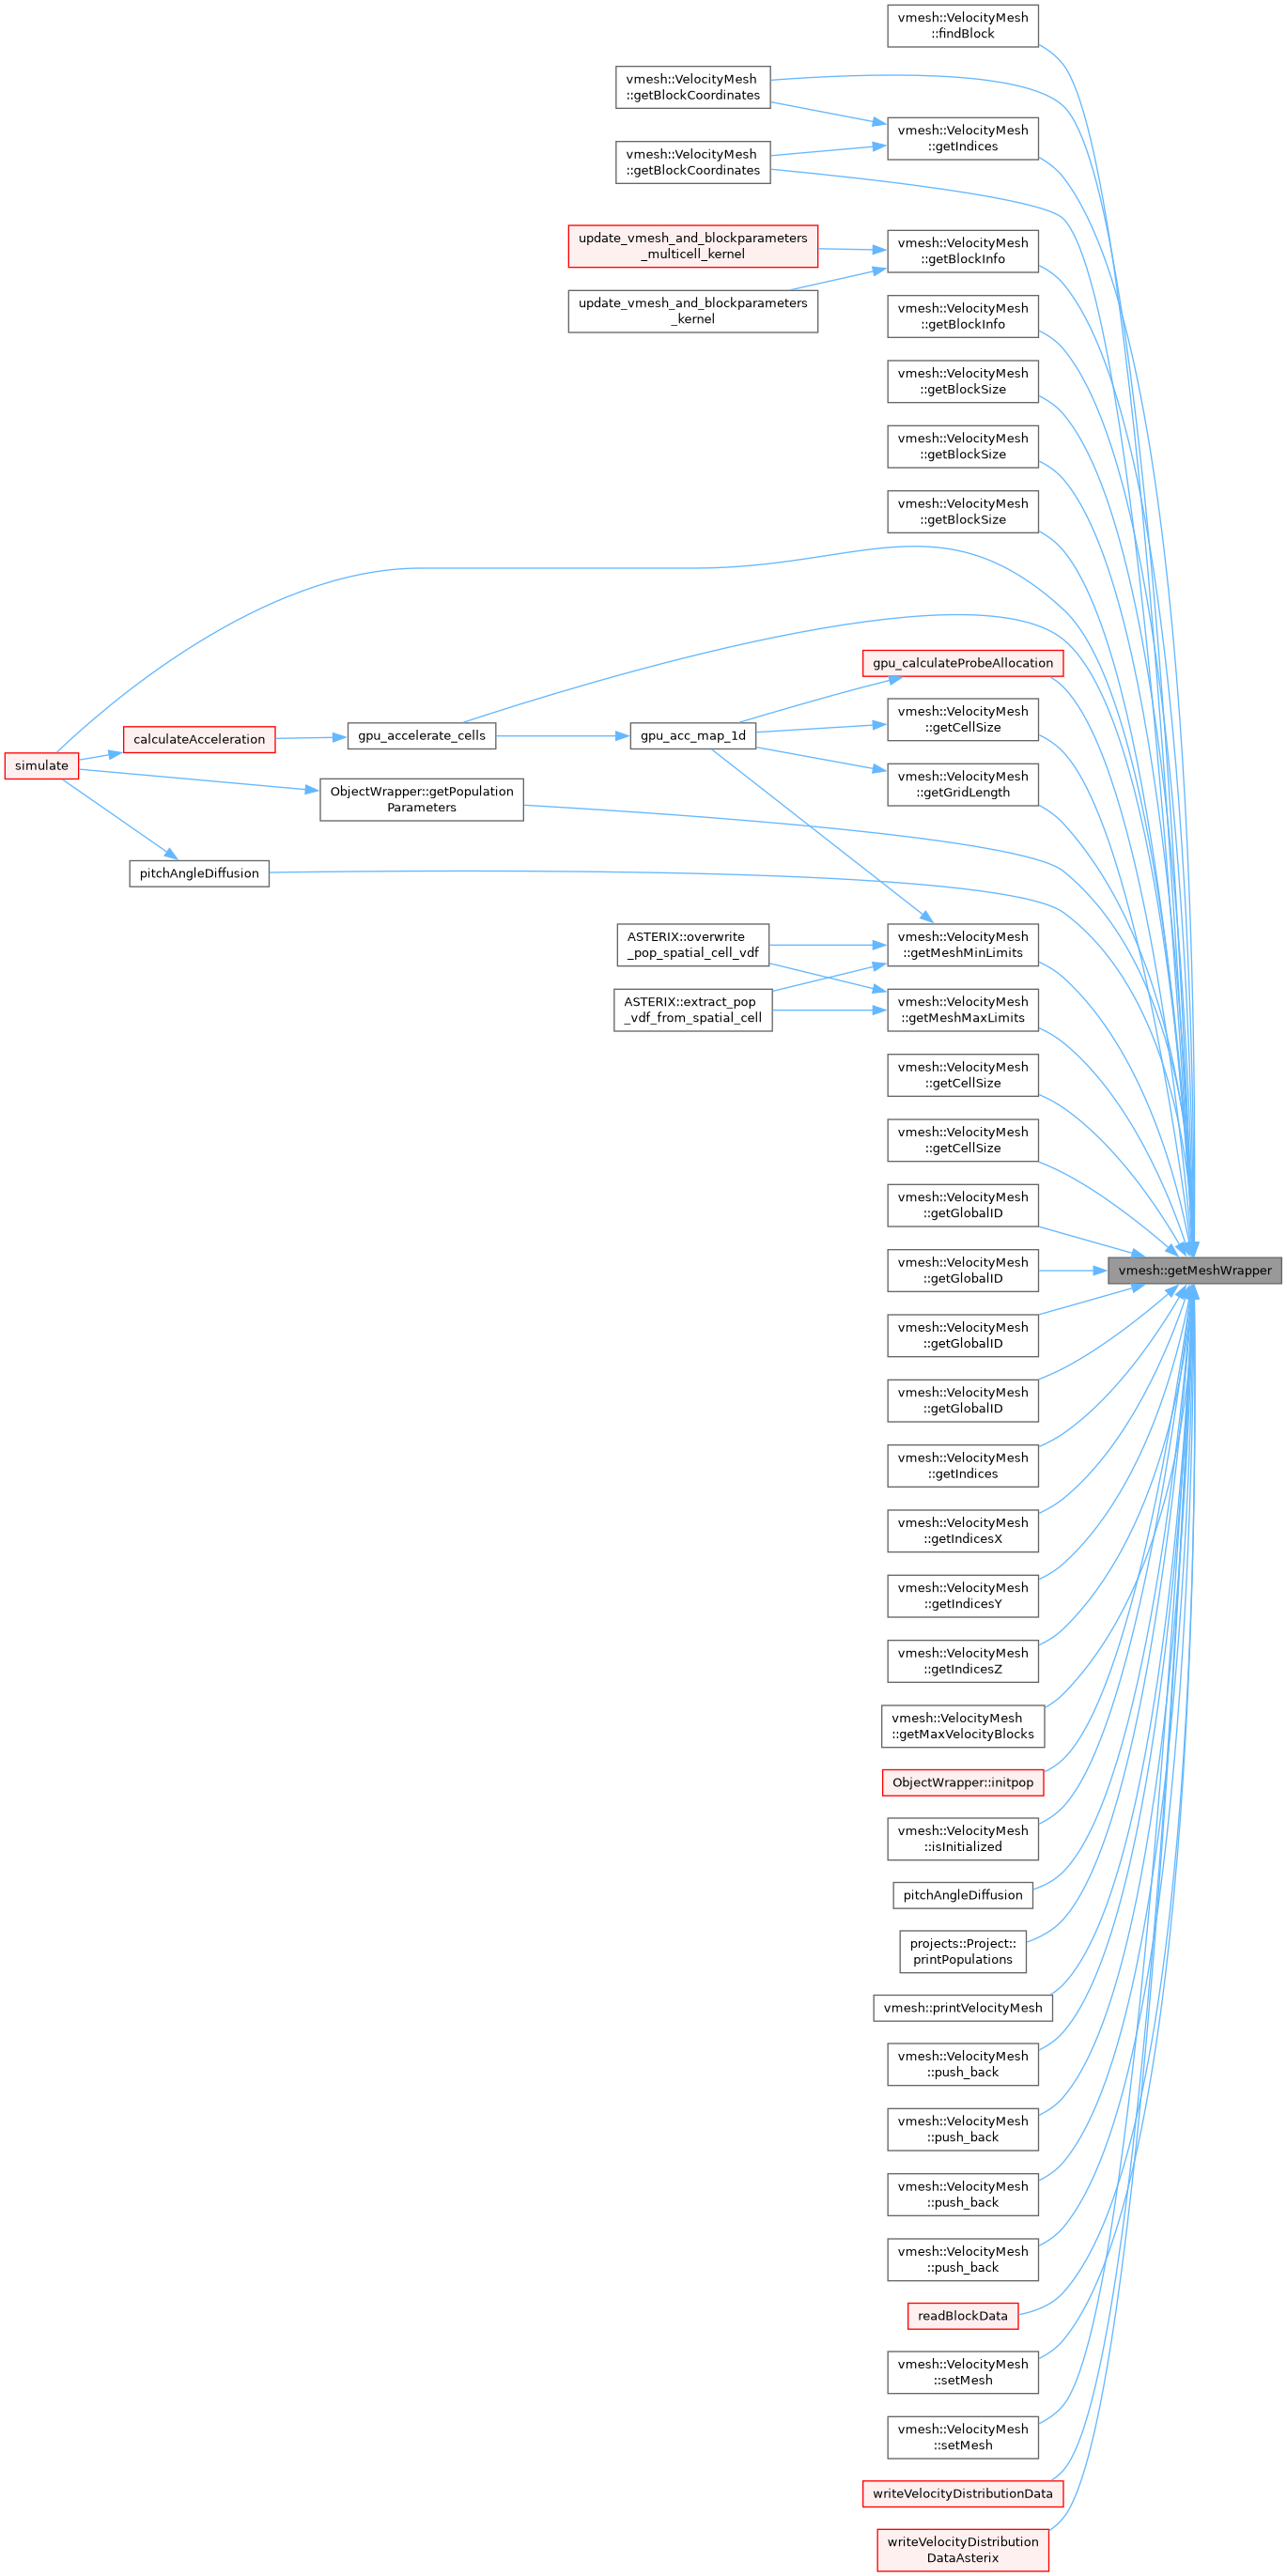 vmesh::VelocityMesh
::findBlock
vmesh::VelocityMesh
::getBlockCoordinates
vmesh::VelocityMesh
::getIndices
vmesh::VelocityMesh
::getBlockCoordinates
update_vmesh_and_blockparameters
_multicell_kernel
vmesh::VelocityMesh
::getBlockInfo
update_vmesh_and_blockparameters
_kernel
vmesh::VelocityMesh
::getBlockInfo
vmesh::VelocityMesh
::getBlockSize
vmesh::VelocityMesh
::getBlockSize
vmesh::VelocityMesh
::getBlockSize
gpu_calculateProbeAllocation
vmesh::VelocityMesh
::getCellSize
calculateAcceleration
gpu_accelerate_cells
gpu_acc_map_1d
simulate
ObjectWrapper::getPopulation
Parameters
vmesh::VelocityMesh
::getGridLength
pitchAngleDiffusion
ASTERIX::overwrite
_pop_spatial_cell_vdf
vmesh::VelocityMesh
::getMeshMinLimits
ASTERIX::extract_pop
_vdf_from_spatial_cell
vmesh::VelocityMesh
::getMeshMaxLimits
vmesh::VelocityMesh
::getCellSize
vmesh::VelocityMesh
::getCellSize
vmesh::VelocityMesh
::getGlobalID
vmesh::VelocityMesh
::getGlobalID
vmesh::getMeshWrapper
vmesh::VelocityMesh
::getGlobalID
vmesh::VelocityMesh
::getGlobalID
vmesh::VelocityMesh
::getIndices
vmesh::VelocityMesh
::getIndicesX
vmesh::VelocityMesh
::getIndicesY
vmesh::VelocityMesh
::getIndicesZ
vmesh::VelocityMesh
::getMaxVelocityBlocks
ObjectWrapper::initpop
vmesh::VelocityMesh
::isInitialized
pitchAngleDiffusion
projects::Project::
printPopulations
vmesh::printVelocityMesh
vmesh::VelocityMesh
::push_back
vmesh::VelocityMesh
::push_back
vmesh::VelocityMesh
::push_back
vmesh::VelocityMesh
::push_back
readBlockData
vmesh::VelocityMesh
::setMesh
vmesh::VelocityMesh
::setMesh
writeVelocityDistributionData
writeVelocityDistribution
DataAsterix